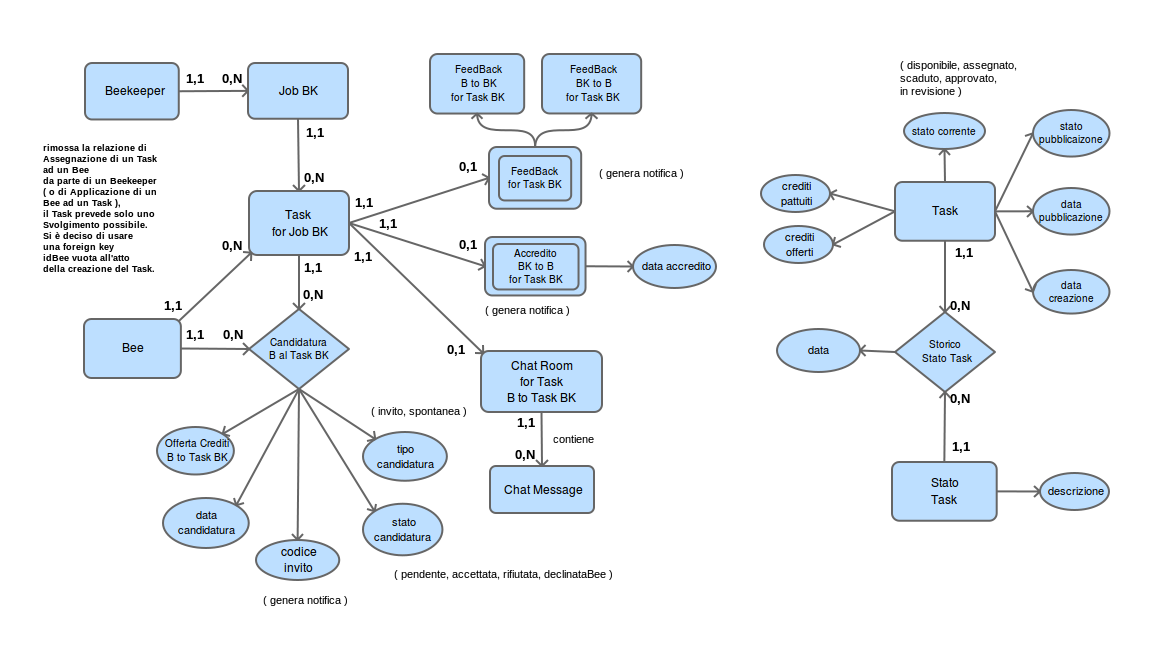 Beekeeper
1,1
0,N
Job BK
1,1
0,N
rimossa la relazione di
Assegnazione di un Task
ad un Bee
da parte di un Beekeeper
( o di Applicazione di un
Bee ad un Task ),
il Task prevede solo uno
Svolgimento possibile.
Si è deciso di usare
una foreign key
idBee vuota all'atto
della creazione del Task.
Task
for Job BK
0,N
1,1
Bee
1,1
0,N
1,1
0,N
Candidatura
B al Task BK
1,1
1,1
1,1
0,1
0,1
0,1
FeedBack
B to BK
for Task BK
FeedBack
BK to B
for Task BK
FeedBack
for Task BK
( genera notifica )
Accredito
BK to B
for Task BK
data accredito
( genera notifica )
Chat Room
for Task
B to Task BK
1,1
contiene
0,N
Chat Message
( invito, spontanea )
Offerta Crediti
B to Task BK
tipo
candidatura
data
candidatura
stato
candidatura
codice
invito
( pendente, accettata, rifiutata, declinataBee )
( genera notifica )
( disponibile, assegnato,
scaduto, approvato,
in revisione )
stato corrente
stato
pubblicaizone
crediti
pattuiti
Task
data
pubblicazione
crediti
offerti
1,1
data
creazione
0,N
data
Storico
Stato Task
0,N
1,1
Stato
Task
descrizione